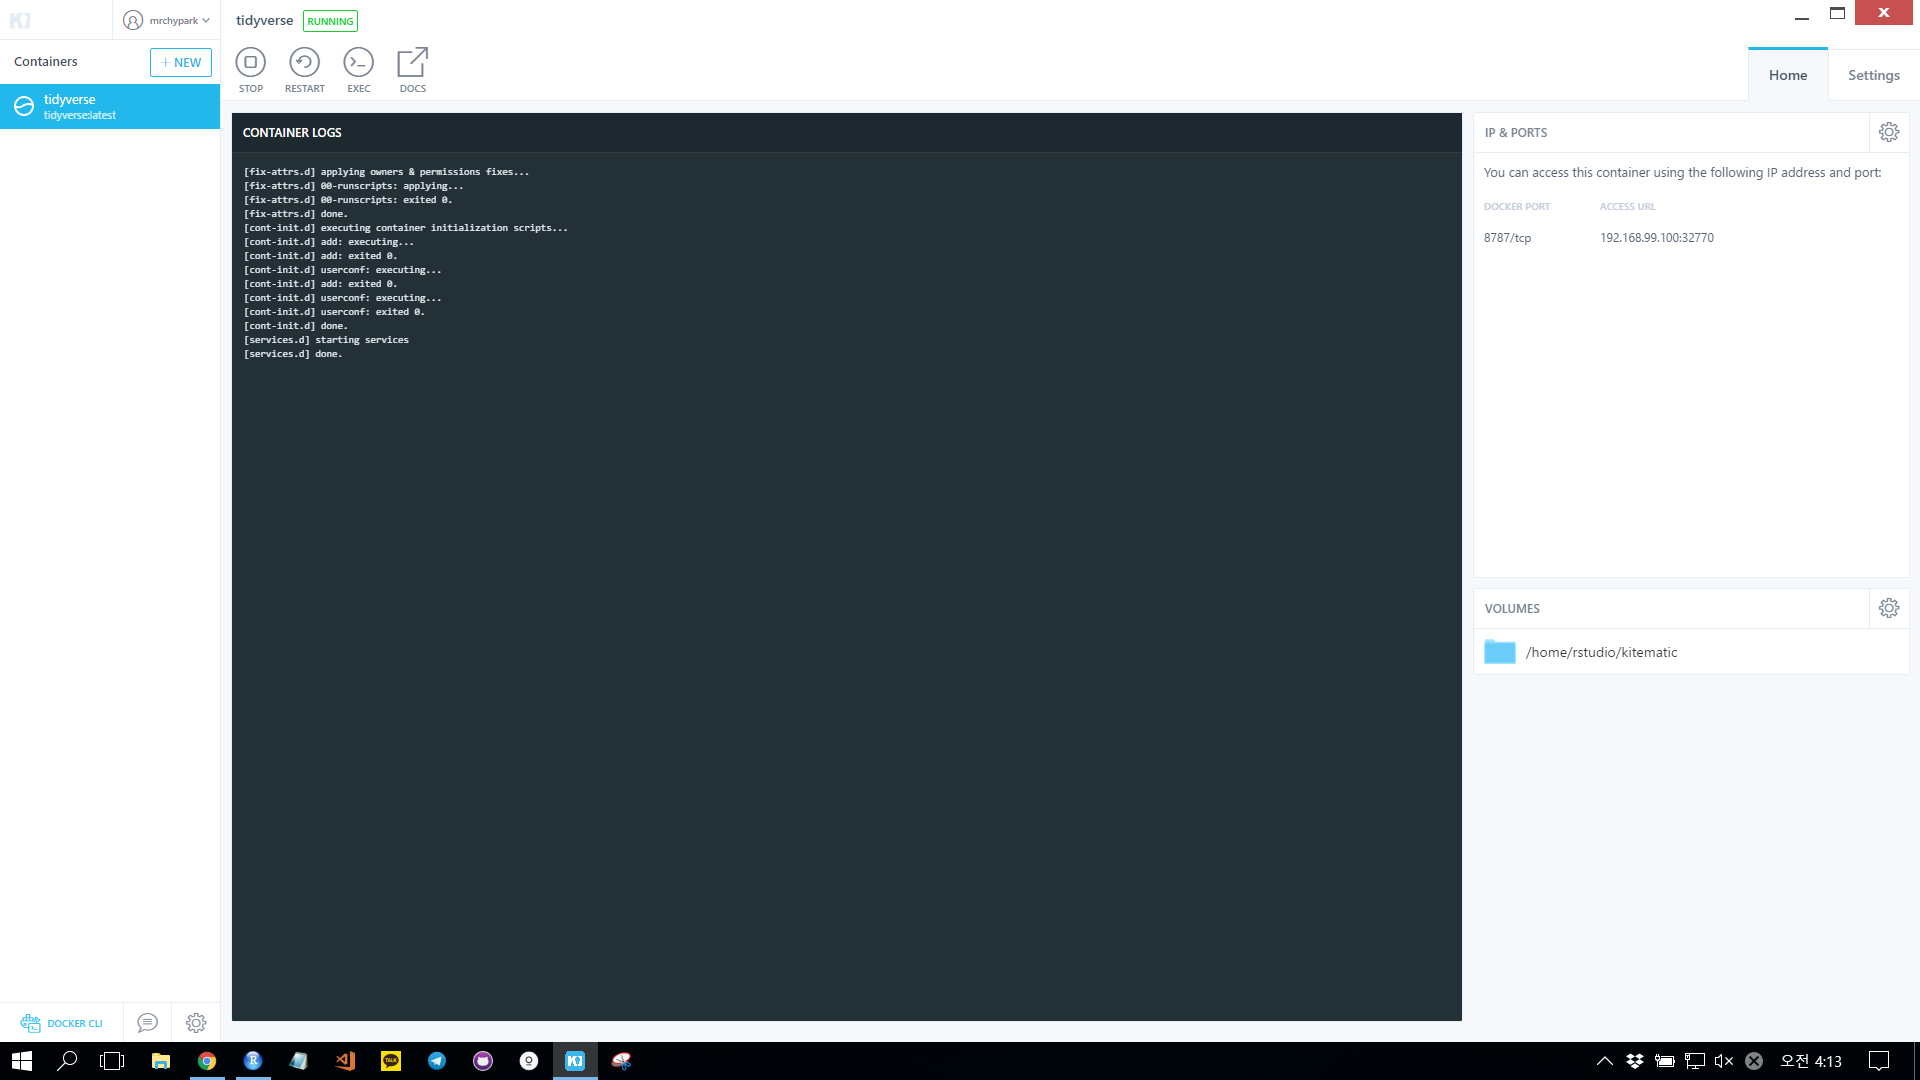 mrchypark
tidyverse RUNNING
Containers
+ NEW
tidyverse
tidyverse:latest
STOP
RESTART
EXEC
DOCS
Home
Settings
CONTAINER LOGS
[fix-attrs.d] applying owners & permissions fixes...
[fix-attrs.d] 00-runscripts: applying...
[fix-attrs.d] 00-runscripts: exited 0.
[fix-attrs.d] done.
[cont-init.d] executing container initialization scripts...
[cont-init.d] add: executing...
[cont-init.d] add: exited 0.
[cont-init.d] userconf: executing...
[cont-init.d] add: exited 0.
[cont-init.d] userconf: executing...
[cont-init.d] userconf: exited 0.
[cont-init.d] done.
[services.d] starting services
[services.d] done.
IP & PORTS
You can access this container using the following IP address and port:
DOCKER PORT ACCESS URL
8787/tcp 192.168.99.100:32770
VOLUMES
/home/rstudio/kitematic
DOCKER CLI
R
TALK
오전 4:13